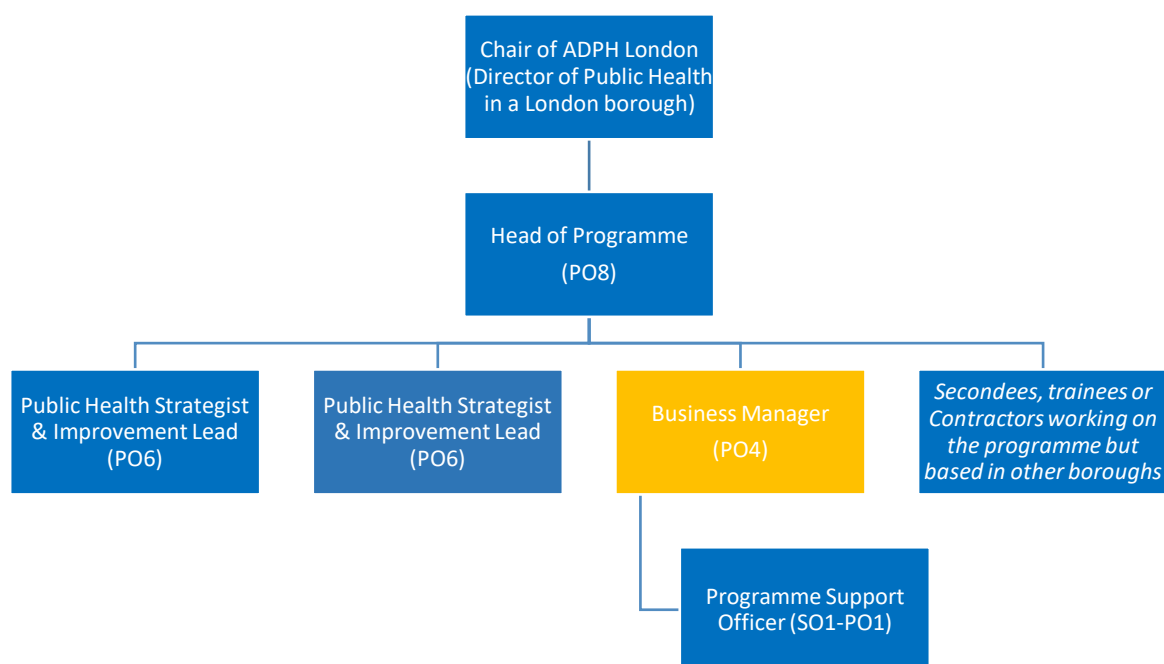 Chair of ADPH London
(Director of Public Health
in a London borough)
Head of Programme
(PO8)
Public Health Strategist
& Improvement Lead
(PO6)
Public Health Strategist
& Improvement Lead
(PO6)
Business Manager
(PO4)
Secondees, trainees or
Contractors working on
the programme but
based in other boroughs
Programme Support
Officer (SO1-PO1)